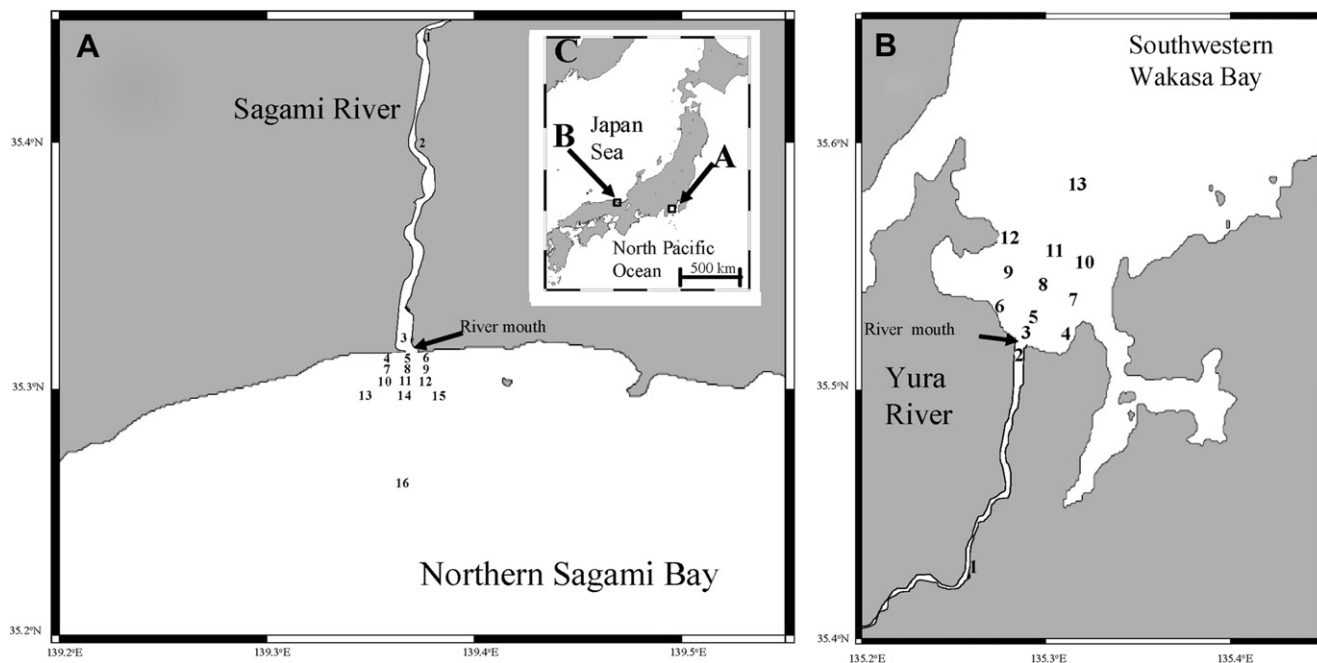 A
Sagami River
1
2
3
River mouth
4 5 6
7 8 9
10 11 12
13 14 15
16
Northern Sagami Bay
35.4°N
35.3°N
35.2°N
139.2°E
139.3°E
139.4°E
139.5°E
C
Japan
Sea
B
A
North Pacific
Ocean
500 km
B
Southwestern
Wakasa Bay
13
12
11
10
9
8
7
6
5
4
3
River mouth
2
Yura
River
1
35.6°N
35.5°N
35.4°N
135.2°E
135.3°E
135.4°E